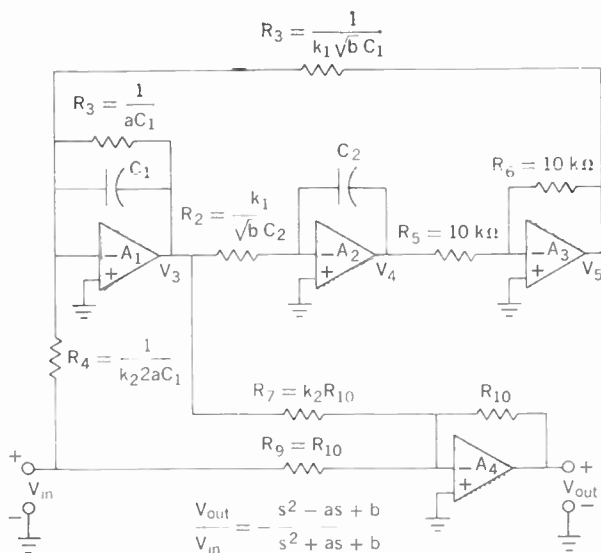 R3 = 1 / k1 √b C1
R3 = 1 / aC1
C1
R2 = k1 / √b C2
C2
R6 = 10 kΩ
R5 = 10 kΩ
− A1
+
V3
− A2
+
V4
− A3
+
V5
R4 = 1 / k2 2aC1
R7 = k2R10
R10
R9 = R10
− A4
+
+
Vin
−
+
Vout
−
Vout / Vin = − s² − as + b / s² + as + b